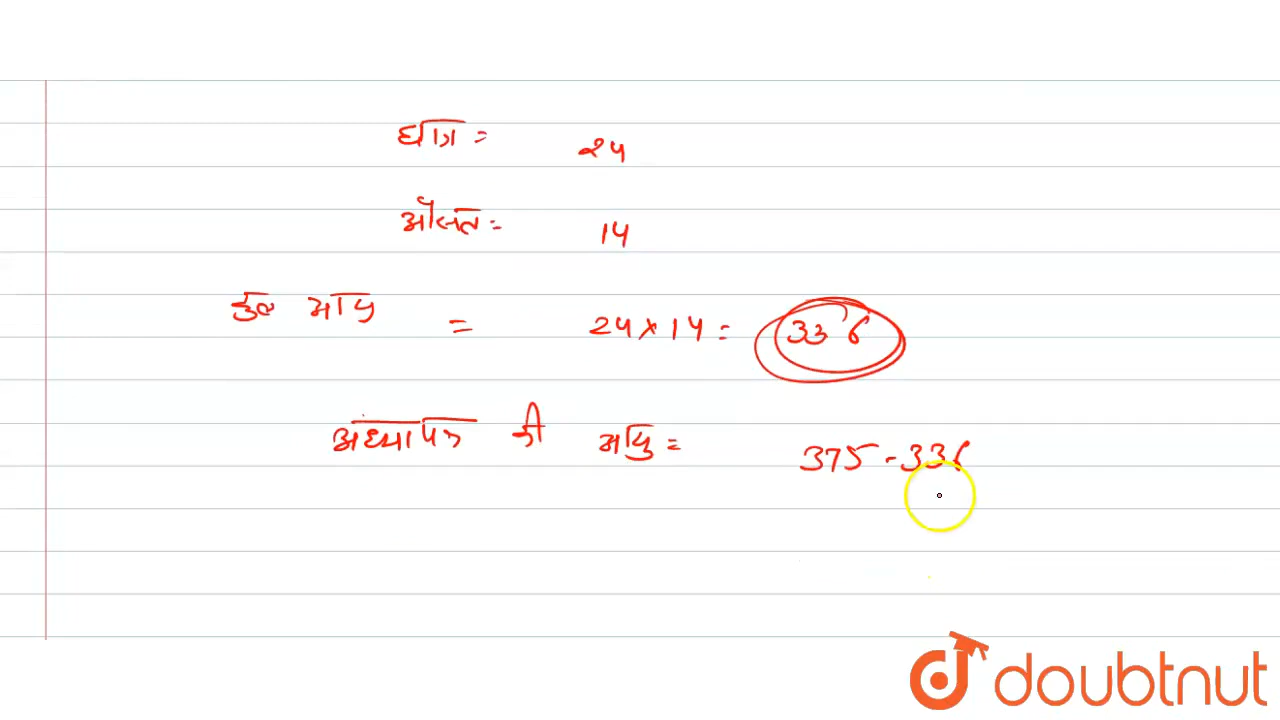 छात्र = 24
औसत = 14
कुल आयु = 24 × 14 = 336
अध्यापक की आयु = 375 - 336
doubtnut